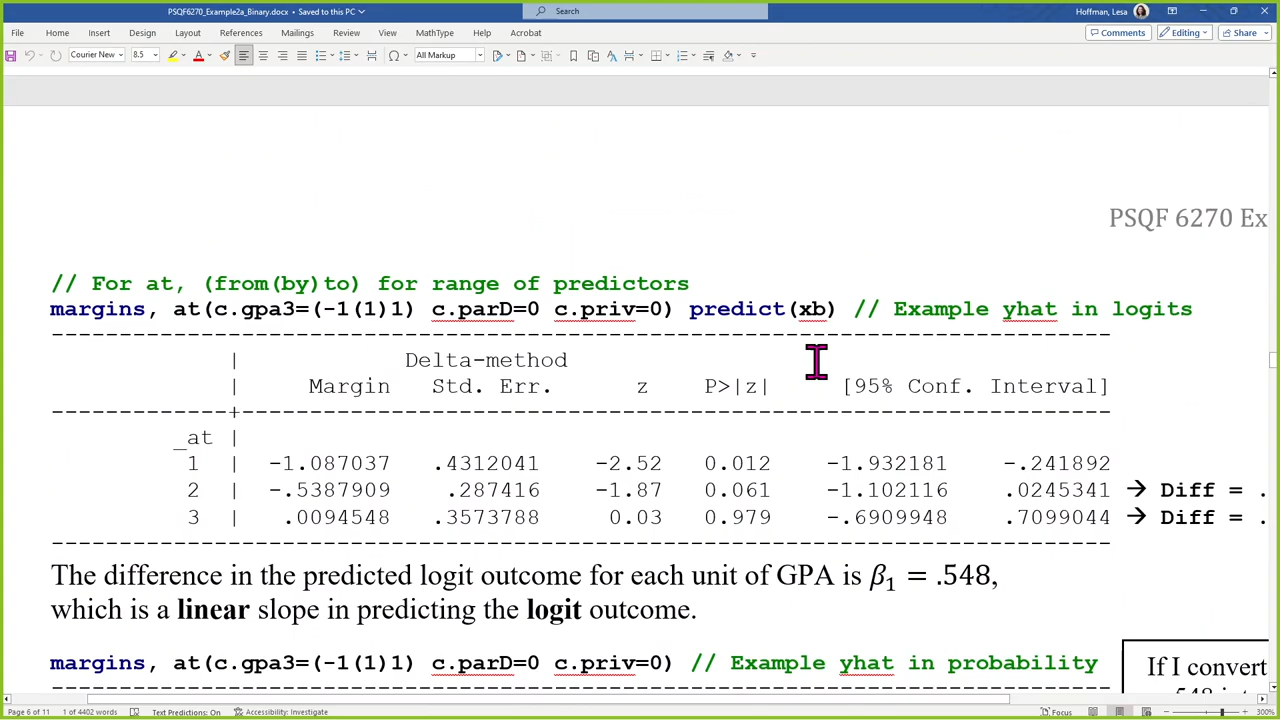 PSQF6270_Example2a_Binary.docx • Saved to this PC
Search
Hoffman, Lesa
File Home Insert Design Layout References Mailings Review View MathType Help Acrobat
Comments Editing Share
Courier New 8.5 All Markup
PSQF 6270 Ex
// For at, (from(by)to) for range of predictors
margins, at(c.gpa3=(-1(1)1) c.parD=0 c.priv=0) predict(xb) // Example yhat in logits
------------------------------------------------------------------------------
| Delta-method
| Margin Std. Err. z P>|z| [95% Conf. Interval]
-------------+----------------------------------------------------------------
_at |
1 | -1.087037 .4312041 -2.52 0.012 -1.932181 -.241892
2 | -.5387909 .287416 -1.87 0.061 -1.102116 .0245341 → Diff = .
3 | .0094548 .3573788 0.03 0.979 -.6909948 .7099044 → Diff = .
------------------------------------------------------------------------------
The difference in the predicted logit outcome for each unit of GPA is β₁ = .548,
which is a linear slope in predicting the logit outcome.
margins, at(c.gpa3=(-1(1)1) c.parD=0 c.priv=0) // Example yhat in probability
------------------------------------------------------------------------------
If I convert
Page 6 of 11 1 of 4402 words Text Predictions: On Accessibility: Investigate Focus 300%